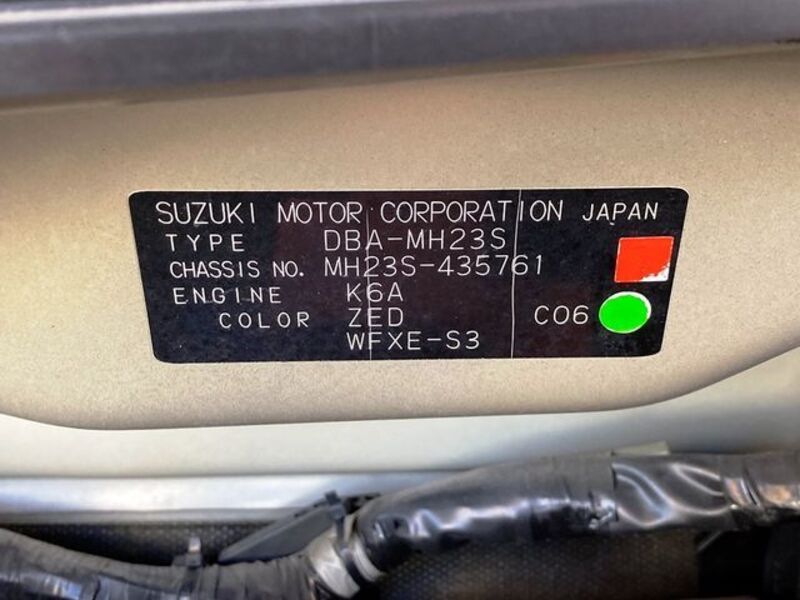 SUZUKI MOTOR CORPORATION JAPAN
TYPE DBA-MH23S
CHASSIS NO. MH23S-435761
ENGINE K6A
COLOR ZED C06
WFXE-S3